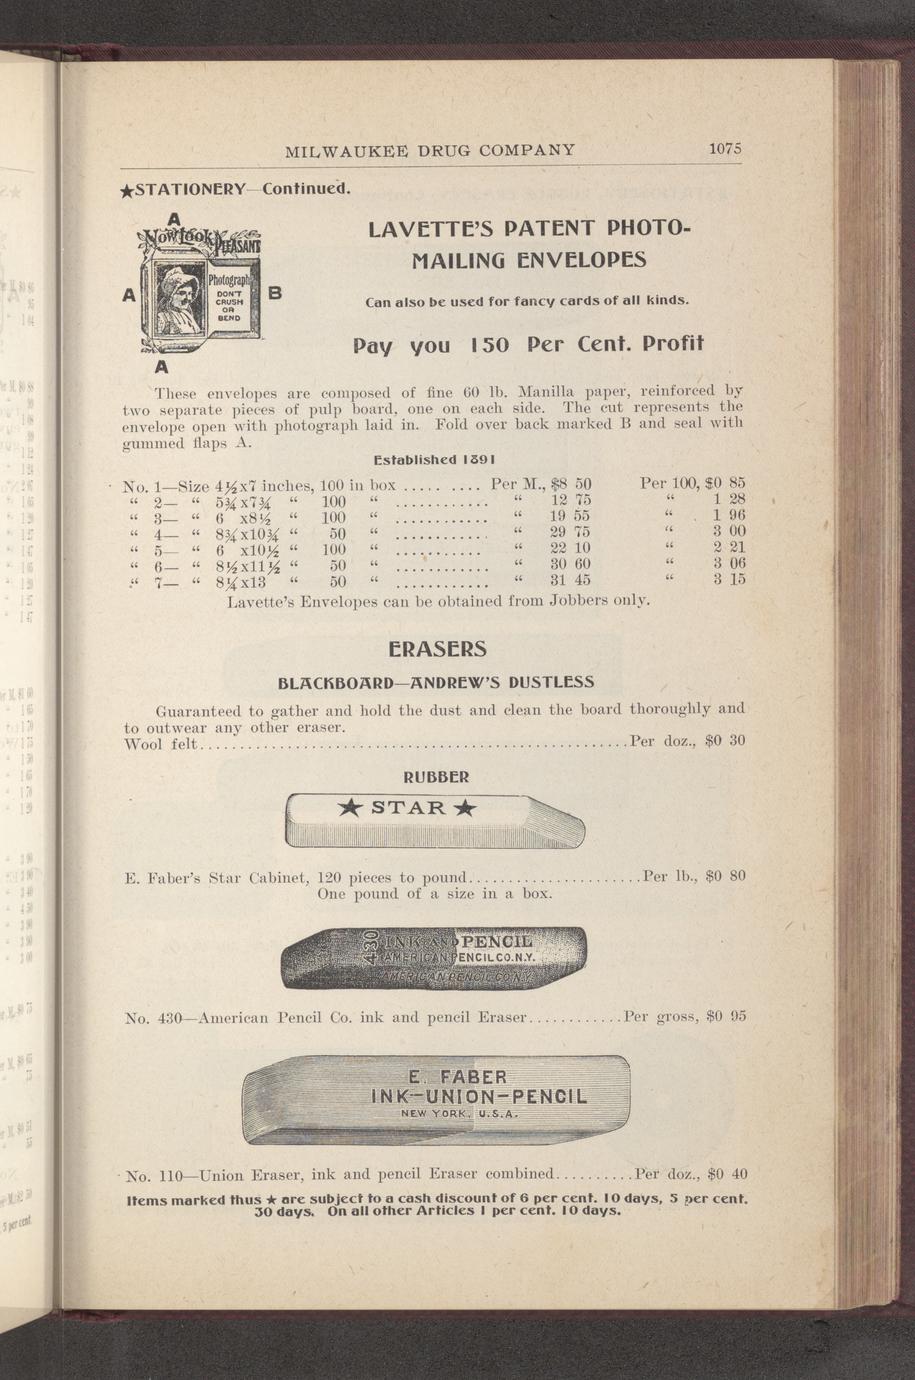 MILWAUKEE DRUG COMPANY 1075
★STATIONERY—Continued.
A
Now Look PLEASANT
Photograph
DON'T
CRUSH
OR
BEND
A B
A
LAVETTE'S PATENT PHOTO-
MAILING ENVELOPES
Can also be used for fancy cards of all kinds.
Pay you 150 Per Cent. Profit
These envelopes are composed of fine 60 lb. Manilla paper, reinforced by
two separate pieces of pulp board, one on each side. The cut represents the
envelope open with photograph laid in. Fold over back marked B and seal with
gummed flaps A.
Established 1891
No. 1—Size 4½x7 inches, 100 in box ..... ......... Per M., $8 50 Per 100, $0 85
“ 2— “ 5¾x7¾ “ 100 “ ............ “ 12 75 “ 1 28
“ 3— “ 6 x8½ “ 100 “ ............ “ 19 55 “ 1 96
“ 4— “ 8¾x10¾ “ 50 “ ............ “ 29 75 “ 3 00
“ 5— “ 6 x10½ “ 100 “ ........... “ 22 10 “ 2 21
“ 6— “ 8½x11½ “ 50 “ ............ “ 30 60 “ 3 06
“ 7— “ 8¼x13 “ 50 “ ............ “ 31 45 “ 3 15
Lavette's Envelopes can be obtained from Jobbers only.
ERASERS
BLACKBOARD—ANDREW'S DUSTLESS
Guaranteed to gather and hold the dust and clean the board thoroughly and
to outwear any other eraser.
Wool felt....................................................Per doz., $0 30
RUBBER
★ STAR ★
E. Faber's Star Cabinet, 120 pieces to pound......................Per lb., $0 80
One pound of a size in a box.
430 INK AND PENCIL
AMERICAN PENCIL CO. N.Y.
AMERICAN PENCIL CO. N.Y.
No. 430—American Pencil Co. ink and pencil Eraser............Per gross, $0 95
E. FABER
INK-UNION-PENCIL
NEW YORK. U.S.A.
No. 110—Union Eraser, ink and pencil Eraser combined..........Per doz., $0 40
Items marked thus ★ are subject to a cash discount of 6 per cent. 10 days, 5 per cent.
30 days. On all other Articles 1 per cent. 10 days.